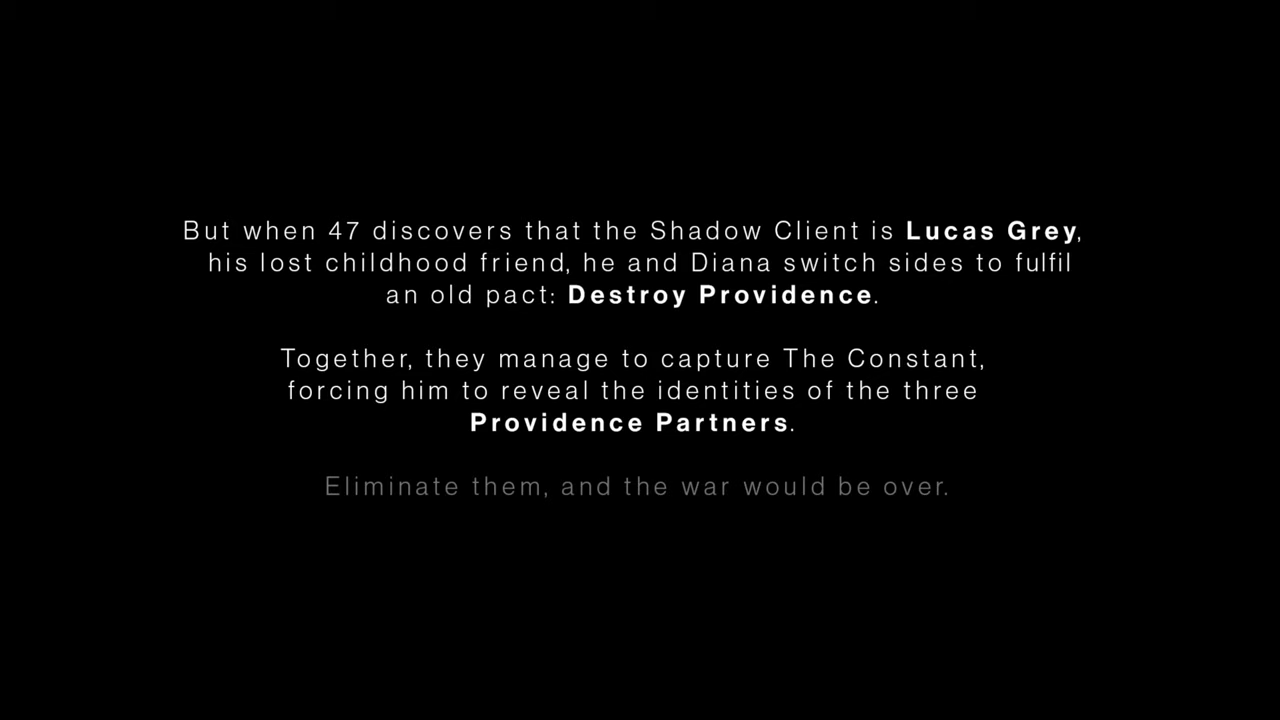 But when 47 discovers that the Shadow Client is Lucas Grey,
his lost childhood friend, he and Diana switch sides to fulfil
an old pact: Destroy Providence.
Together, they manage to capture The Constant,
forcing him to reveal the identities of the three
Providence Partners.
Eliminate them, and the war would be over.